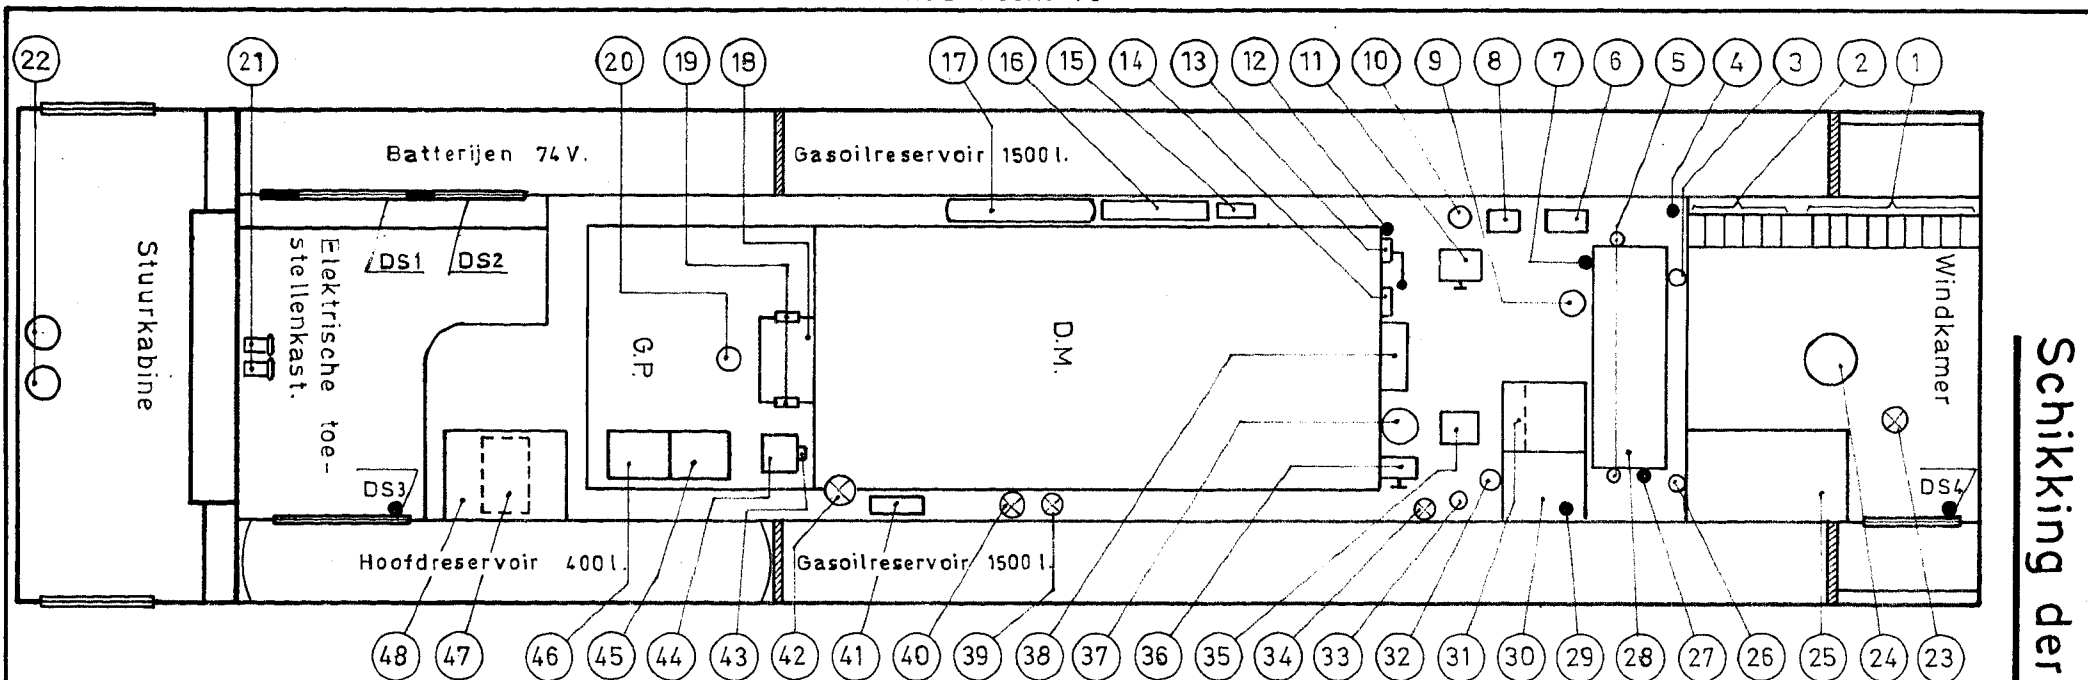 22 21 20 19 18 17 16 15 14 13 12 11 10 9 8 7 6 5 4 3 2 1
Batterijen 74 V.
Gasoilreservoir 1500 l.
DS1
DS2
Stuurkabine
Elektrische toe-
stellenkast.
G.P.
D.M.
Windkamer
DS3
DS4
Hoofdreservoir 400 l.
Gasoilreservoir 1500 l.
48 47 46 45 44 43 42 41 40 39 38 37 36 35 34 33 32 31 30 29 28 27 26 25 24 23
Schikking der